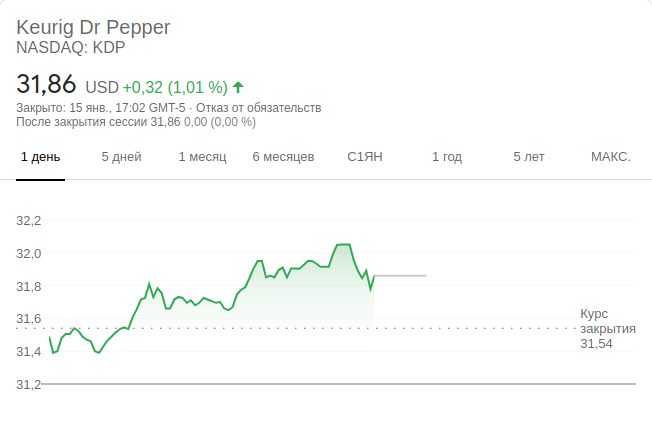 Keurig Dr Pepper
NASDAQ: KDP
31,86 USD +0,32 (1,01 %)
Закрыто: 15 янв., 17:02 GMT-5 · Отказ от обязательств
После закрытия сессии 31,86 0,00 (0,00 %)
1 день 5 дней 1 месяц 6 месяцев С1ЯН 1 год 5 лет МАКС.
32,2
32,0
31,8
31,6
31,4
31,2
Курс
закрытия
31,54